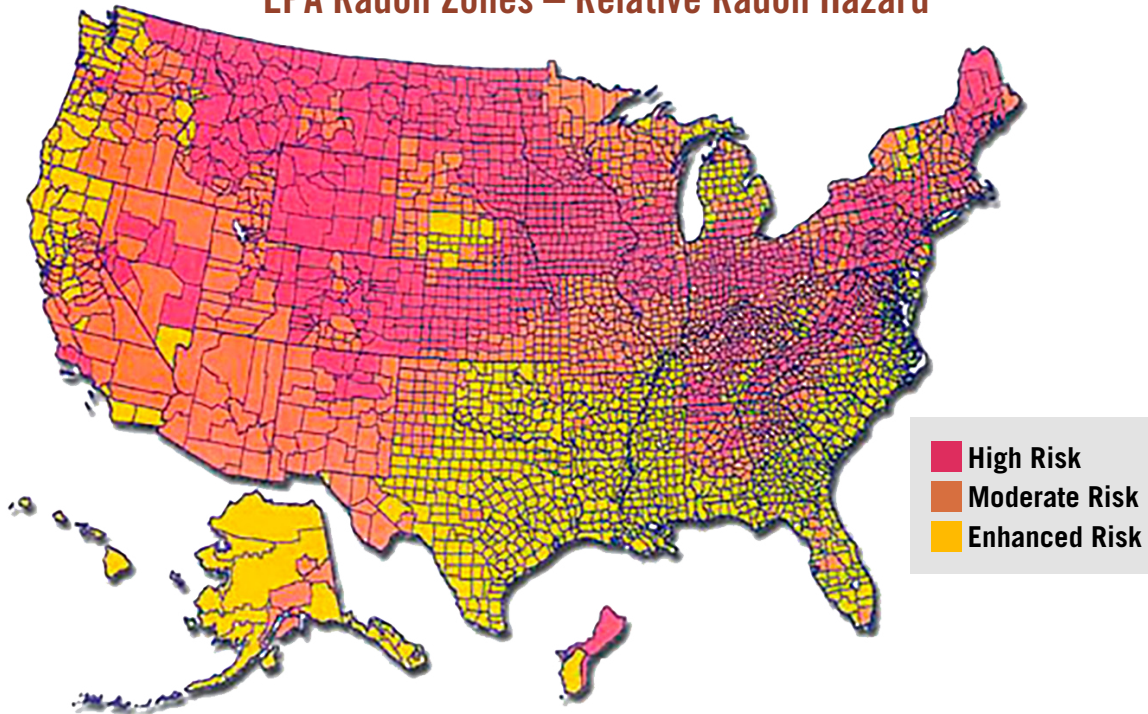 EPA Radon Zones – Relative Radon Hazard
High Risk
Moderate Risk
Enhanced Risk